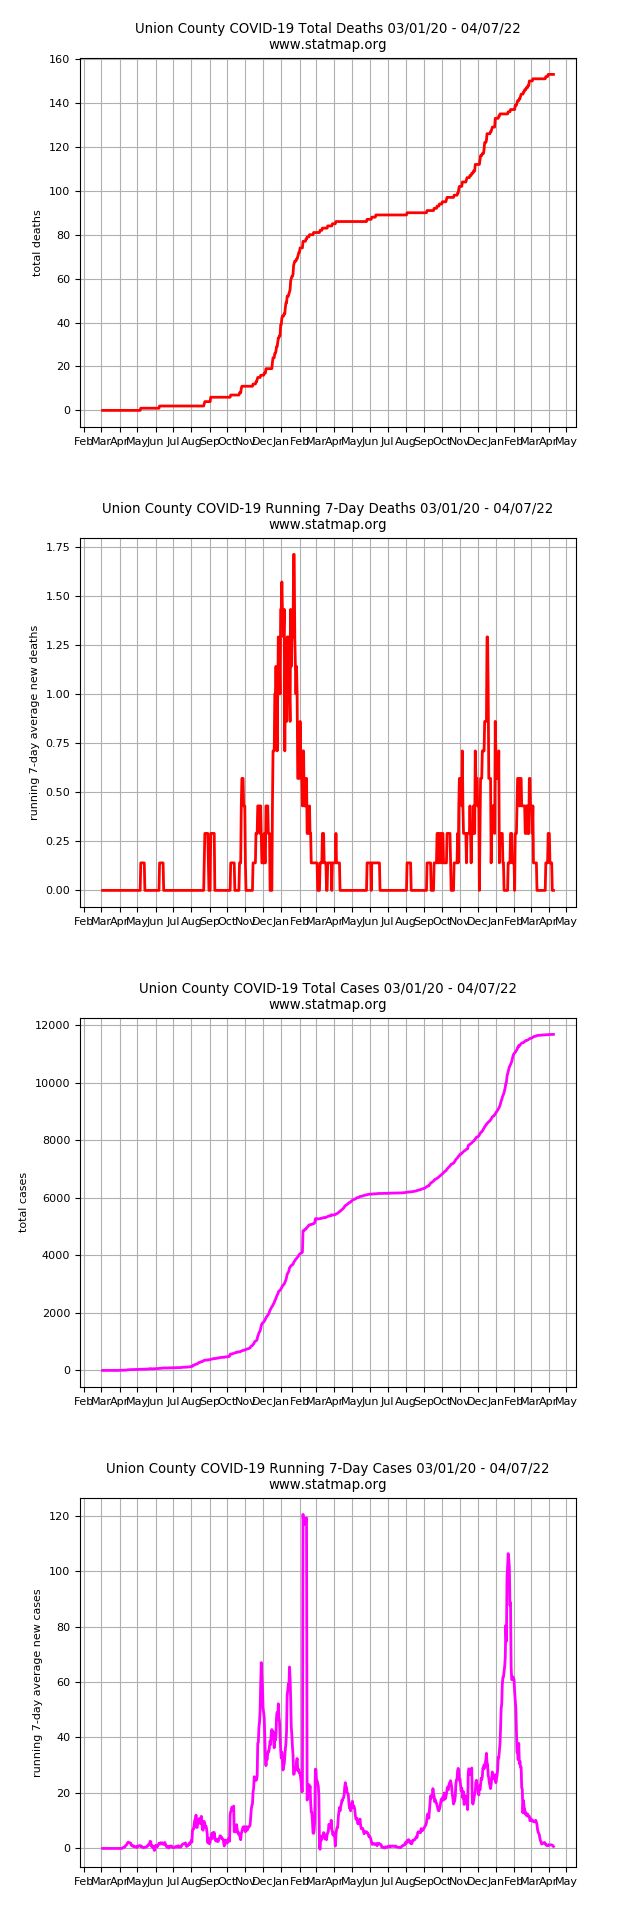 Union County COVID-19 Total Deaths 03/01/20 - 04/07/22
www.statmap.org
160
140
120
100
80
60
40
20
0
total deaths
Feb Mar Apr May Jun Jul Aug Sep Oct Nov Dec Jan Feb Mar Apr May Jun Jul Aug Sep Oct Nov Dec Jan Feb Mar Apr May
Union County COVID-19 Running 7-Day Deaths 03/01/20 - 04/07/22
www.statmap.org
1.75
1.50
1.25
1.00
0.75
0.50
0.25
0.00
running 7-day average new deaths
Feb Mar Apr May Jun Jul Aug Sep Oct Nov Dec Jan Feb Mar Apr May Jun Jul Aug Sep Oct Nov Dec Jan Feb Mar Apr May
Union County COVID-19 Total Cases 03/01/20 - 04/07/22
www.statmap.org
12000
10000
8000
6000
4000
2000
0
total cases
Feb Mar Apr May Jun Jul Aug Sep Oct Nov Dec Jan Feb Mar Apr May Jun Jul Aug Sep Oct Nov Dec Jan Feb Mar Apr May
Union County COVID-19 Running 7-Day Cases 03/01/20 - 04/07/22
www.statmap.org
120
100
80
60
40
20
0
running 7-day average new cases
Feb Mar Apr May Jun Jul Aug Sep Oct Nov Dec Jan Feb Mar Apr May Jun Jul Aug Sep Oct Nov Dec Jan Feb Mar Apr May